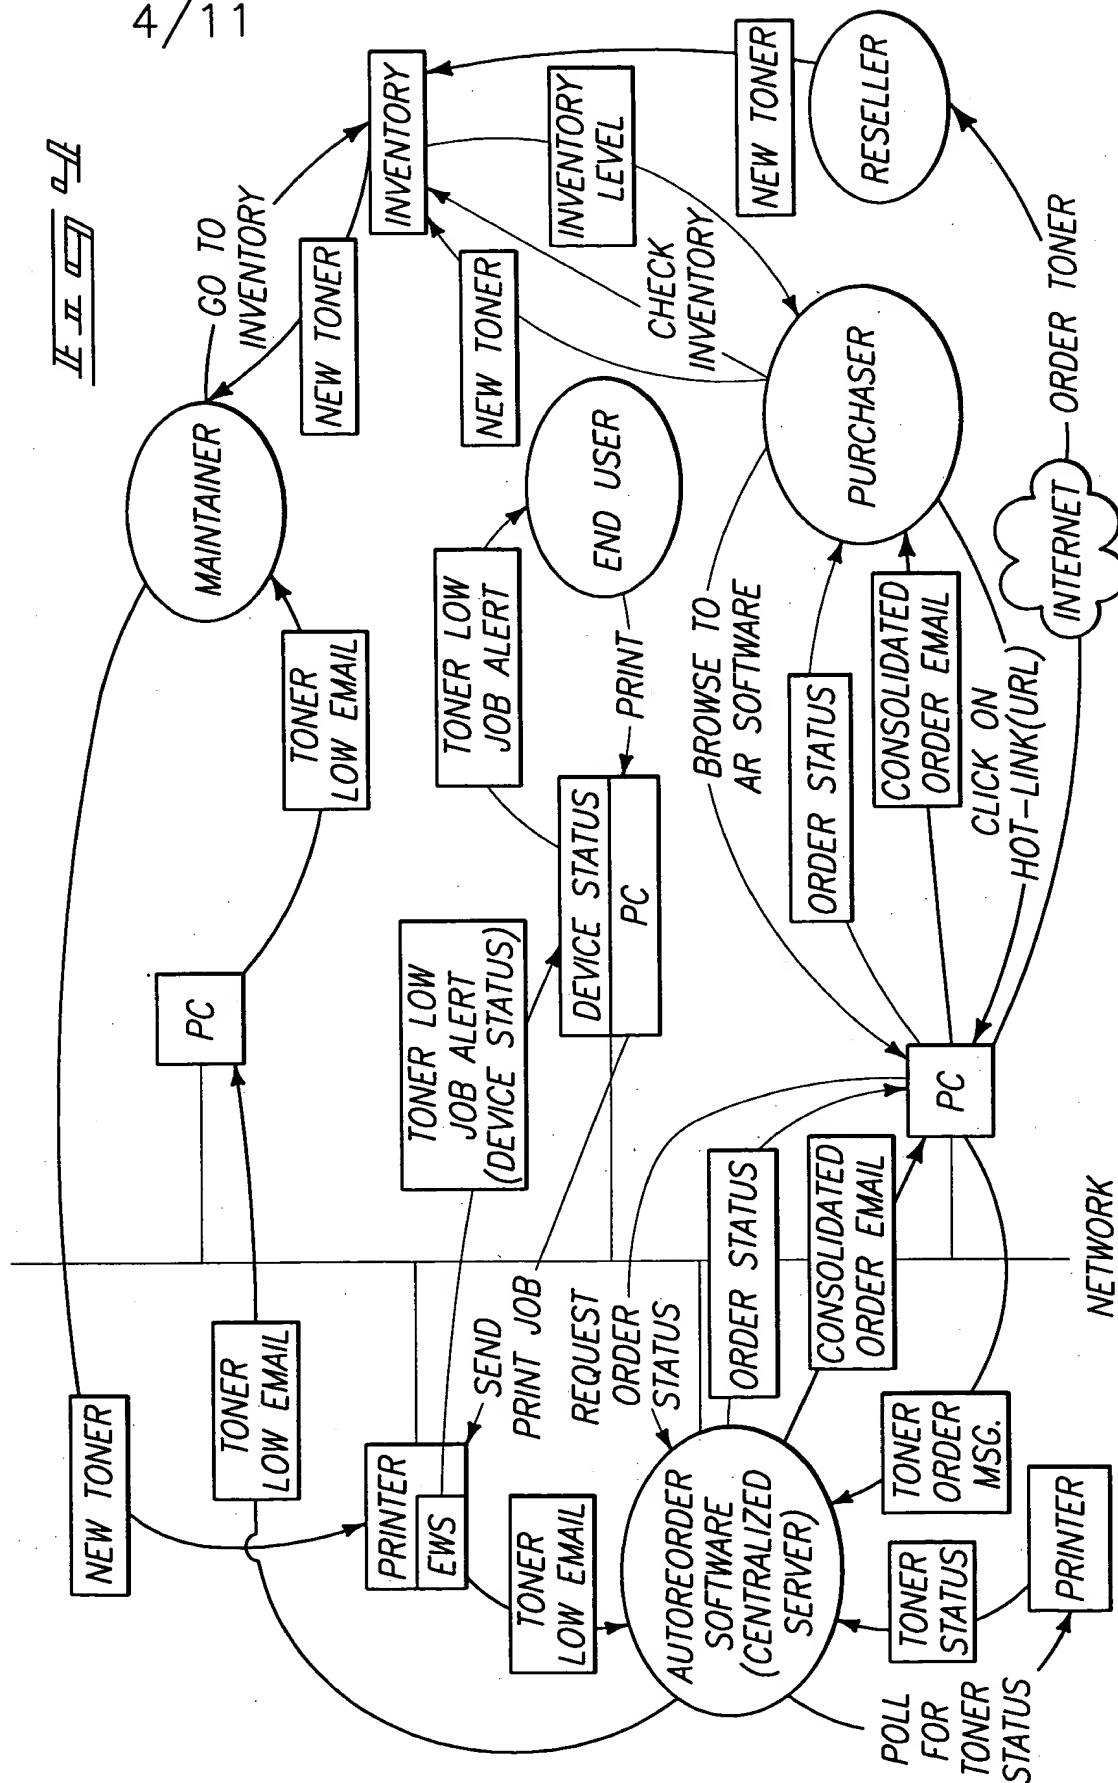 4/11
Fig 4
NEW TONER
TONER
LOW EMAIL
PC
TONER
LOW EMAIL
MAINTAINER
GO TO
INVENTORY
NEW TONER
INVENTORY
PRINTER
EWS
SEND
PRINT JOB
TONER LOW
JOB ALERT
(DEVICE STATUS)
DEVICE STATUS
PC
TONER LOW
JOB ALERT
PRINT
END USER
NEW TONER
INVENTORY
LEVEL
CHECK
INVENTORY
NEW TONER
RESELLER
TONER
LOW EMAIL
AUTOREORDER
SOFTWARE
(CENTRALIZED
SERVER)
REQUEST
ORDER
STATUS
ORDER STATUS
CONSOLIDATED
ORDER EMAIL
BROWSE TO
AR SOFTWARE
ORDER STATUS
CONSOLIDATED
ORDER EMAIL
PURCHASER
PC
CLICK ON
HOT-LINK(URL)
INTERNET
ORDER TONER
TONER
ORDER
MSG.
TONER
STATUS
PRINTER
POLL
FOR
TONER
STATUS
NETWORK